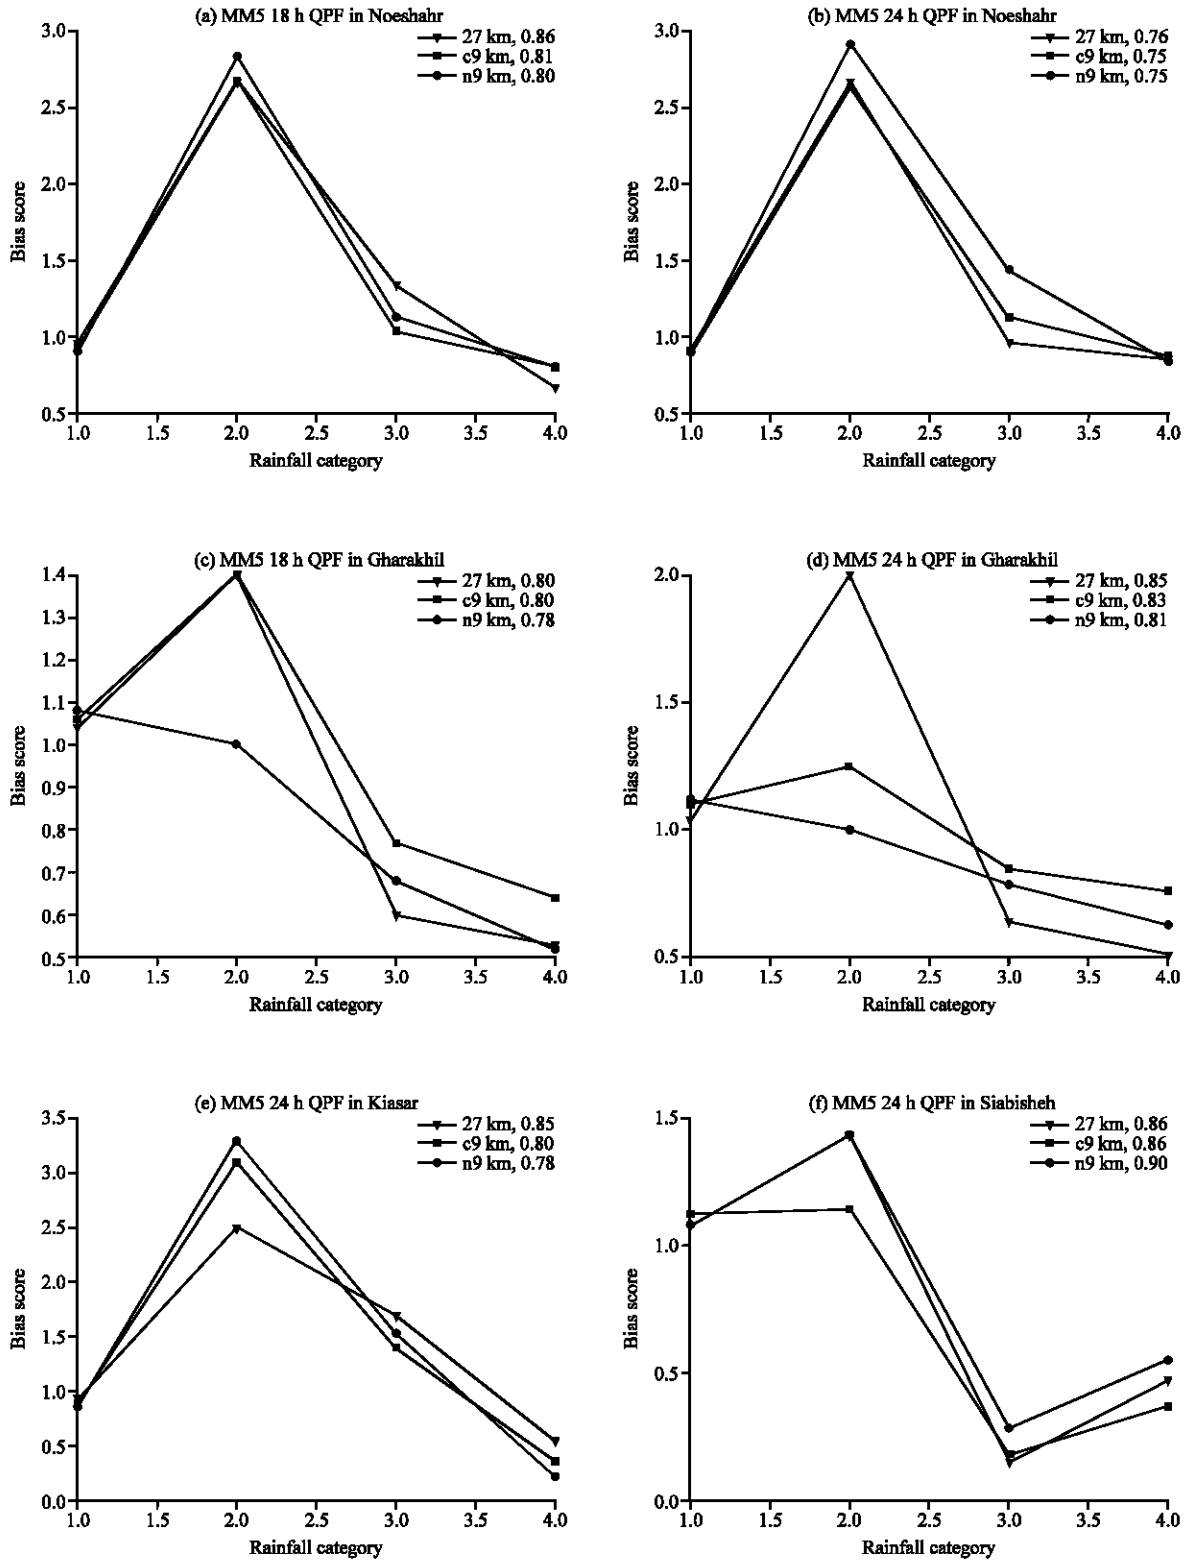 (a) MM5 18 h QPF in Noeshahr
27 km, 0.86
c9 km, 0.81
n9 km, 0.80
3.0
2.5
2.0
1.5
1.0
0.5
Bias score
1.0 1.5 2.0 2.5 3.0 3.5 4.0
Rainfall category
(b) MM5 24 h QPF in Noeshahr
27 km, 0.76
c9 km, 0.75
n9 km, 0.75
3.0
2.5
2.0
1.5
1.0
0.5
Bias score
1.0 1.5 2.0 2.5 3.0 3.5 4.0
Rainfall category
(c) MM5 18 h QPF in Gharakhil
27 km, 0.80
c9 km, 0.80
n9 km, 0.78
1.4
1.3
1.2
1.1
1.0
0.9
0.8
0.7
0.6
0.5
Bias score
1.0 1.5 2.0 2.5 3.0 3.5 4.0
Rainfall category
(d) MM5 24 h QPF in Gharakhil
27 km, 0.85
c9 km, 0.83
n9 km, 0.81
2.0
1.5
1.0
0.5
Bias score
1.0 1.5 2.0 2.5 3.0 3.5 4.0
Rainfall category
(e) MM5 24 h QPF in Kiasar
27 km, 0.85
c9 km, 0.80
n9 km, 0.78
3.5
3.0
2.5
2.0
1.5
1.0
0.5
0.0
Bias score
1.0 1.5 2.0 2.5 3.0 3.5 4.0
Rainfall category
(f) MM5 24 h QPF in Siabisheh
27 km, 0.86
c9 km, 0.86
n9 km, 0.90
1.5
1.0
0.5
0.0
Bias score
1.0 1.5 2.0 2.5 3.0 3.5 4.0
Rainfall category